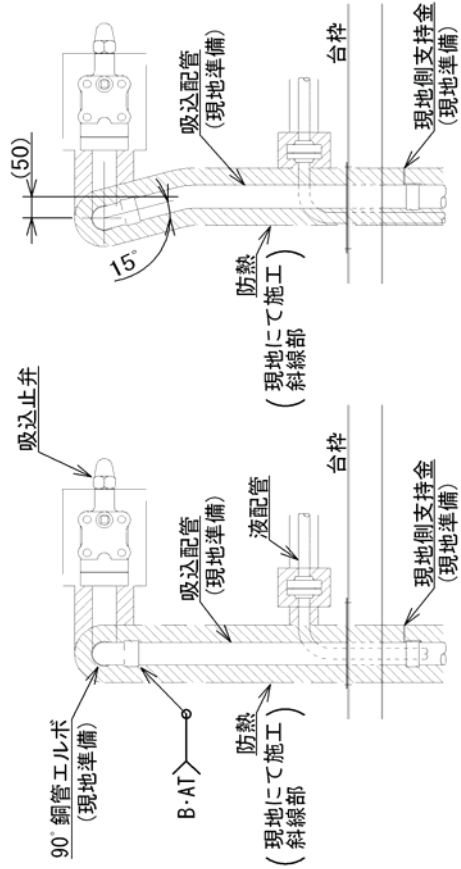 吸込止弁
90°銅管エルボ
(現地準備)
B・AT
吸込配管
(現地準備)
液配管
防熱
(現地にて施工
斜線部)
台枠
現地側支持金
(現地準備)
(50)
15°
吸込配管
(現地準備)
防熱
(現地にて施工
斜線部)
台枠
現地側支持金
(現地準備)